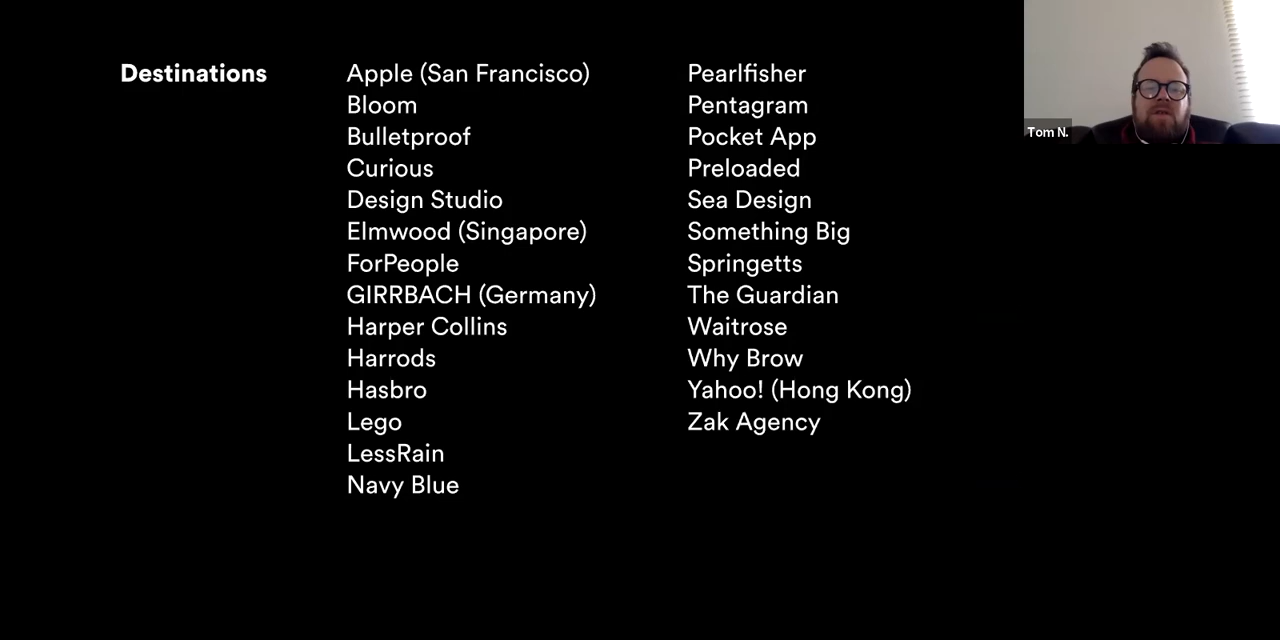 Destinations
Apple (San Francisco)
Bloom
Bulletproof
Curious
Design Studio
Elmwood (Singapore)
ForPeople
GIRRBACH (Germany)
Harper Collins
Harrods
Hasbro
Lego
LessRain
Navy Blue
Pearlfisher
Pentagram
Pocket App
Preloaded
Sea Design
Something Big
Springetts
The Guardian
Waitrose
Why Brow
Yahoo! (Hong Kong)
Zak Agency
Tom N.